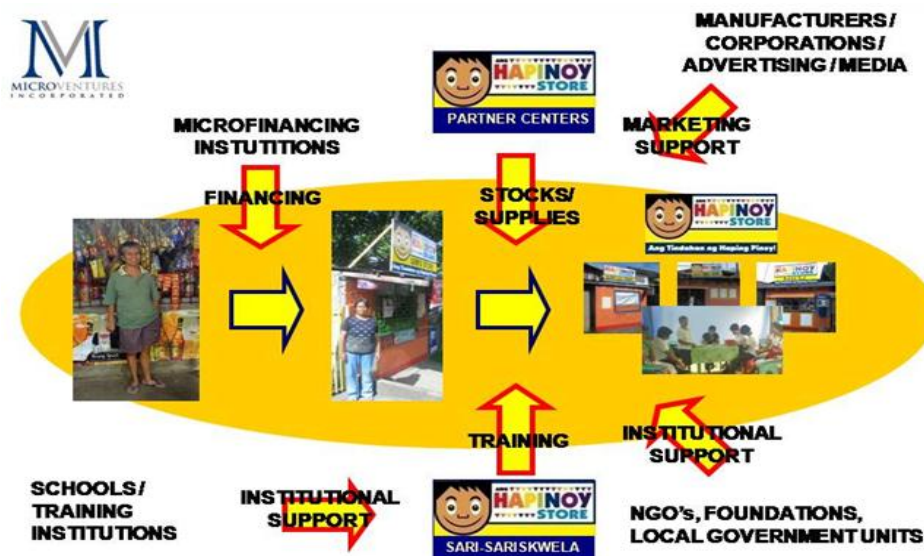 MICROVENTURES
INCORPORATED
MANUFACTURERS /
CORPORATIONS /
ADVERTISING / MEDIA
ANG
HAPINOY
STORE
PARTNER CENTERS
MICROFINANCING
INSTUTITIONS
MARKETING
SUPPORT
FINANCING
STOCKS/
SUPPLIES
HAPINOY
STORE
Ang Tindahan ng Haping Pinoy!
TRAINING
INSTITUTIONAL
SUPPORT
SCHOOLS /
TRAINING
INSTITUTIONS
INSTITUTIONAL
SUPPORT
ANG
HAPINOY
STORE
SARI-SARISKWELA
NGO's, FOUNDATIONS,
LOCAL GOVERNMENT UNITS